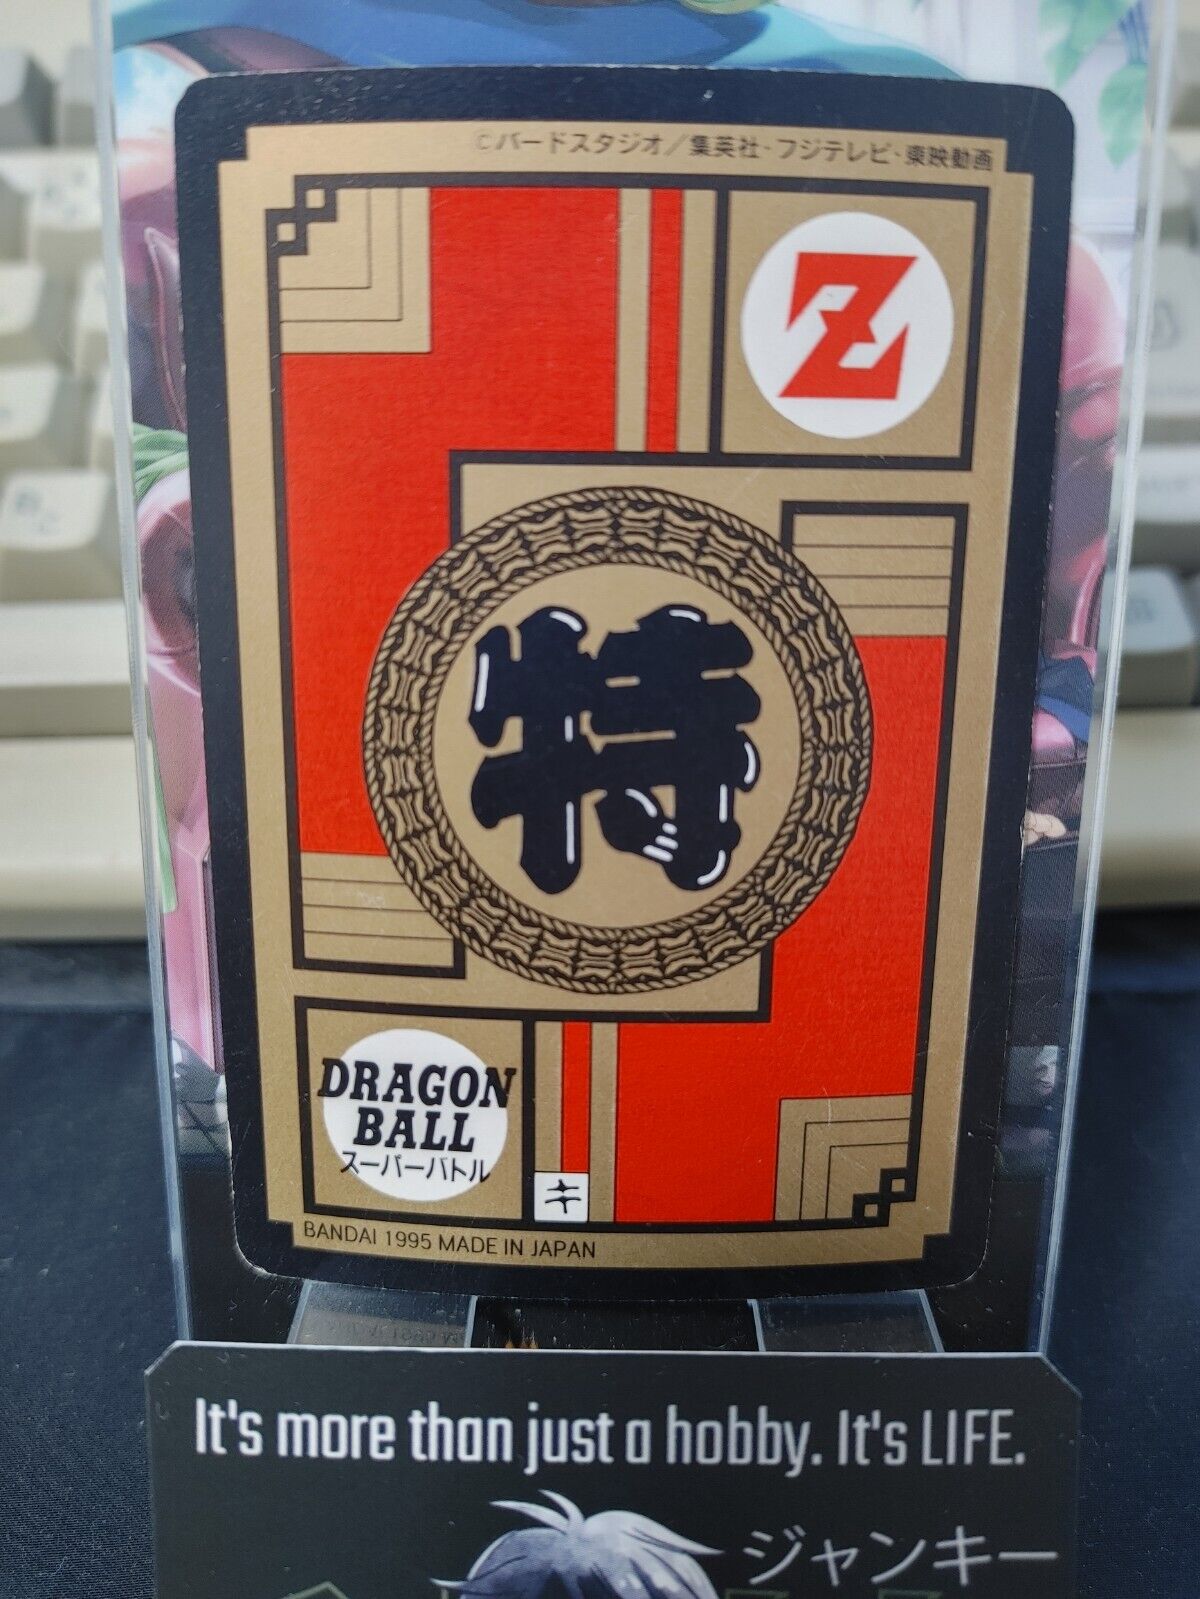 ©バードスタジオ／集英社・フジテレビ・東映動画
Z
特
DRAGON
BALL
スーパーバトル
キ
BANDAI 1995 MADE IN JAPAN
It's more than just a hobby. It's LIFE.
ジャンキー